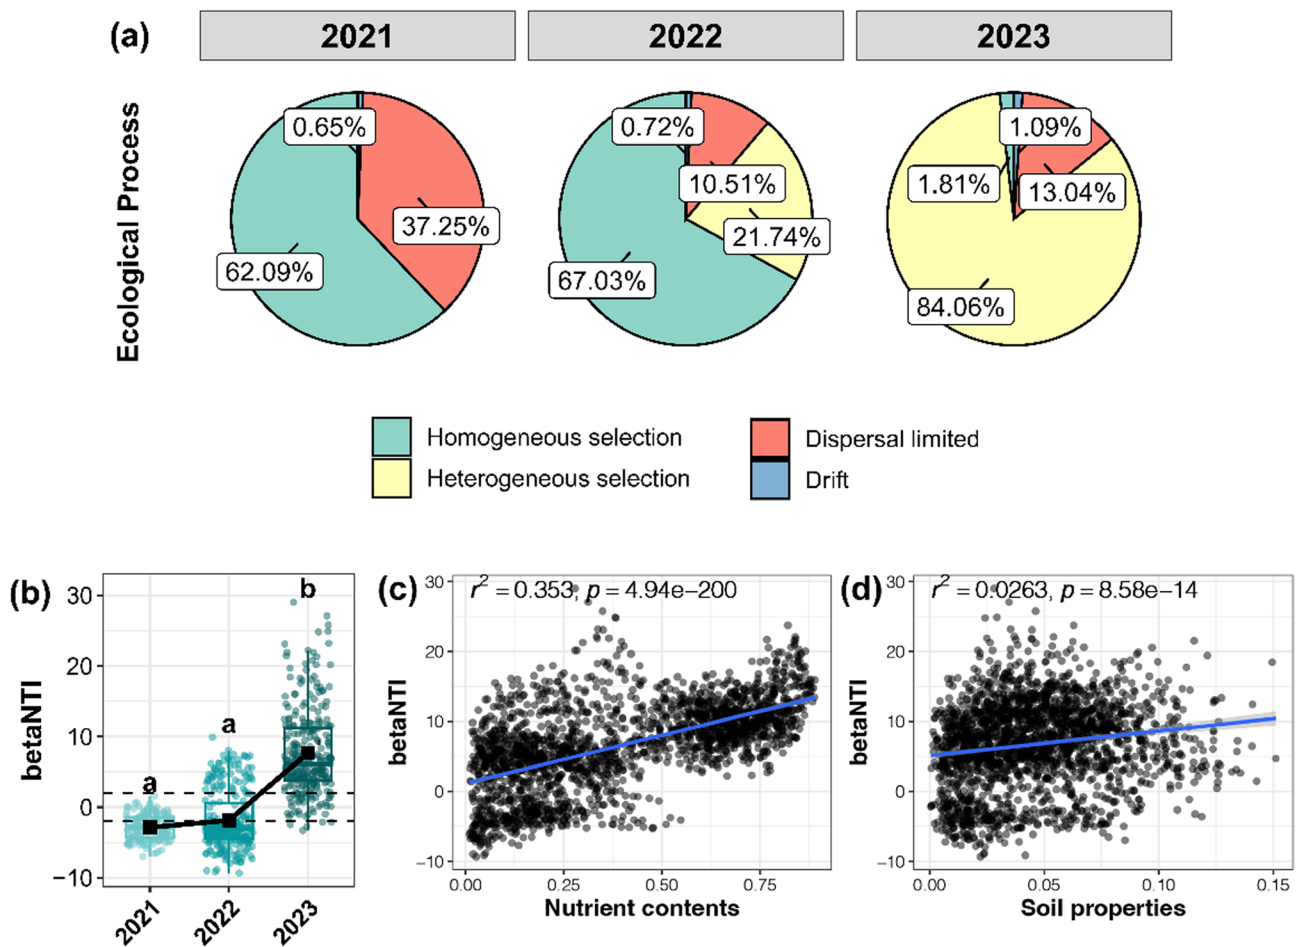 (a)
2021
2022
2023
Ecological Process
0.65%
37.25%
62.09%
0.72%
10.51%
21.74%
67.03%
1.09%
1.81%
13.04%
84.06%
Homogeneous selection
Dispersal limited
Heterogeneous selection
Drift
(b)
betaNTI
30
20
10
0
−10
a
a
b
2021
2022
2023
(c)
betaNTI
30
20
10
0
−10
r² = 0.353, p = 4.94e−200
0.00
0.25
0.50
0.75
Nutrient contents
(d)
betaNTI
30
20
10
0
−10
r² = 0.0263, p = 8.58e−14
0.00
0.05
0.10
0.15
Soil properties